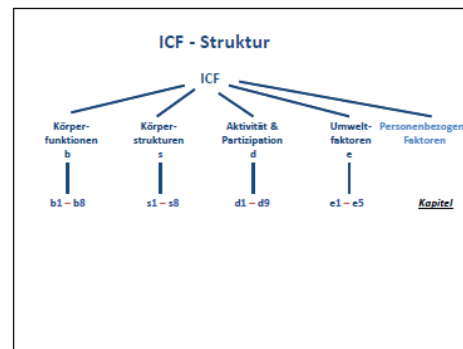 ICF - Struktur
ICF
Körper-
funktionen
b
Körper-
strukturen
s
Aktivität &
Partizipation
d
Umwelt-
faktoren
e
Personenbezogen
Faktoren
b1 – b8
s1 – s8
d1 – d9
e1 – e5
Kapitel